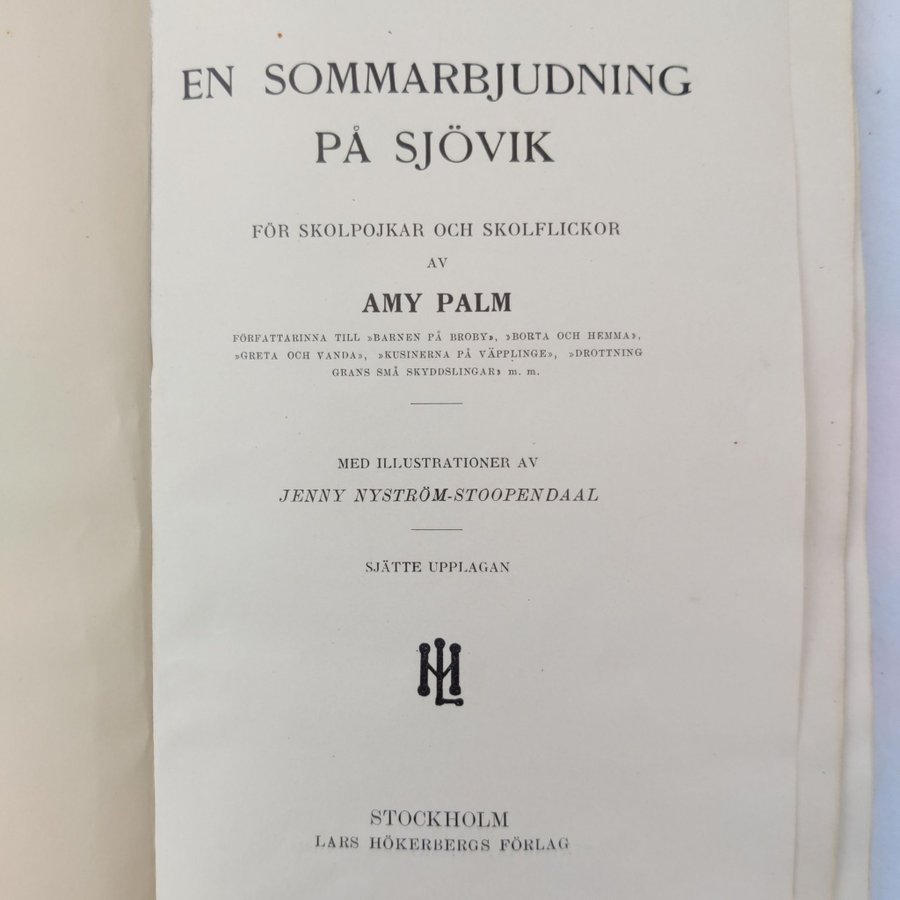 EN SOMMARBJUDNING
PÅ SJÖVIK
FÖR SKOLPOJKAR OCH SKOLFLICKOR
AV
AMY PALM
FÖRFATTARINNA TILL »BARNEN PÅ BROBY», »BORTA OCH HEMMA»,
»GRETA OCH VANDA», »KUSINERNA PÅ VÄPPLINGE», »DROTTNING
GRANS SMÅ SKYDDSLINGAR» m. m.
MED ILLUSTRATIONER AV
JENNY NYSTRÖM-STOOPENDAAL
SJÄTTE UPPLAGAN
LH
STOCKHOLM
LARS HÖKERBERGS FÖRLAG